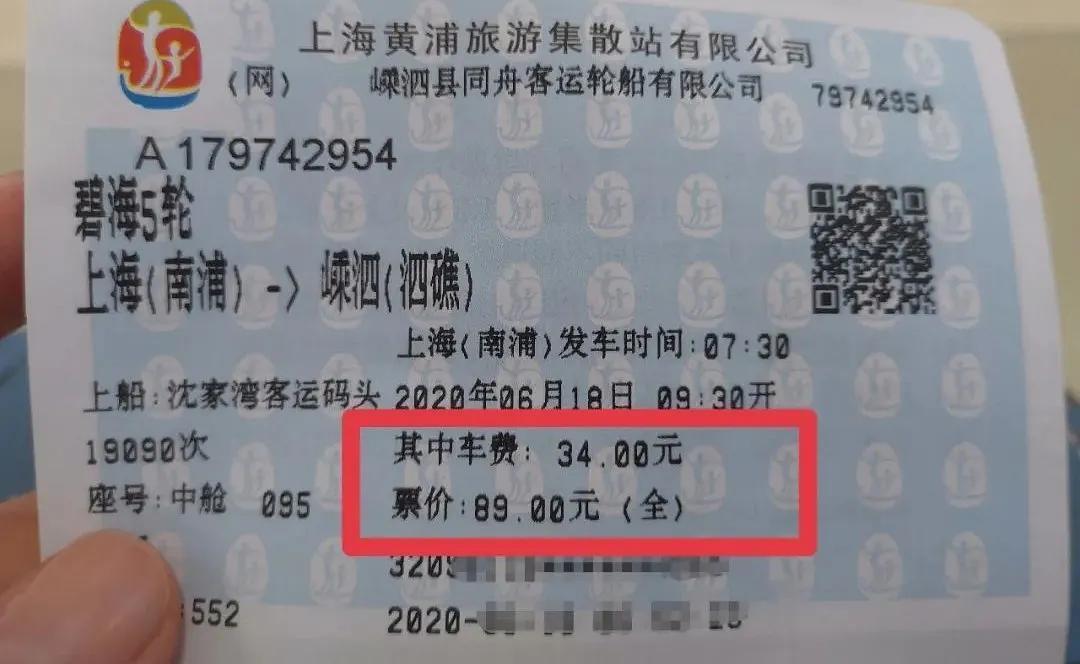 上海黄浦旅游集散站有限公司
(网) 嵊泗县同舟客运轮船有限公司 79742954
A 179742954
碧海5轮
上海(南浦) -> 嵊泗(泗礁)
上海(南浦)发车时间:07:30
上船:沈家湾客运码头 2020年06月18日 09:30开
19090次 其中车费: 34.00元
座号:中舱 095 票价:89.00元 (全)
3205
:552 2020-